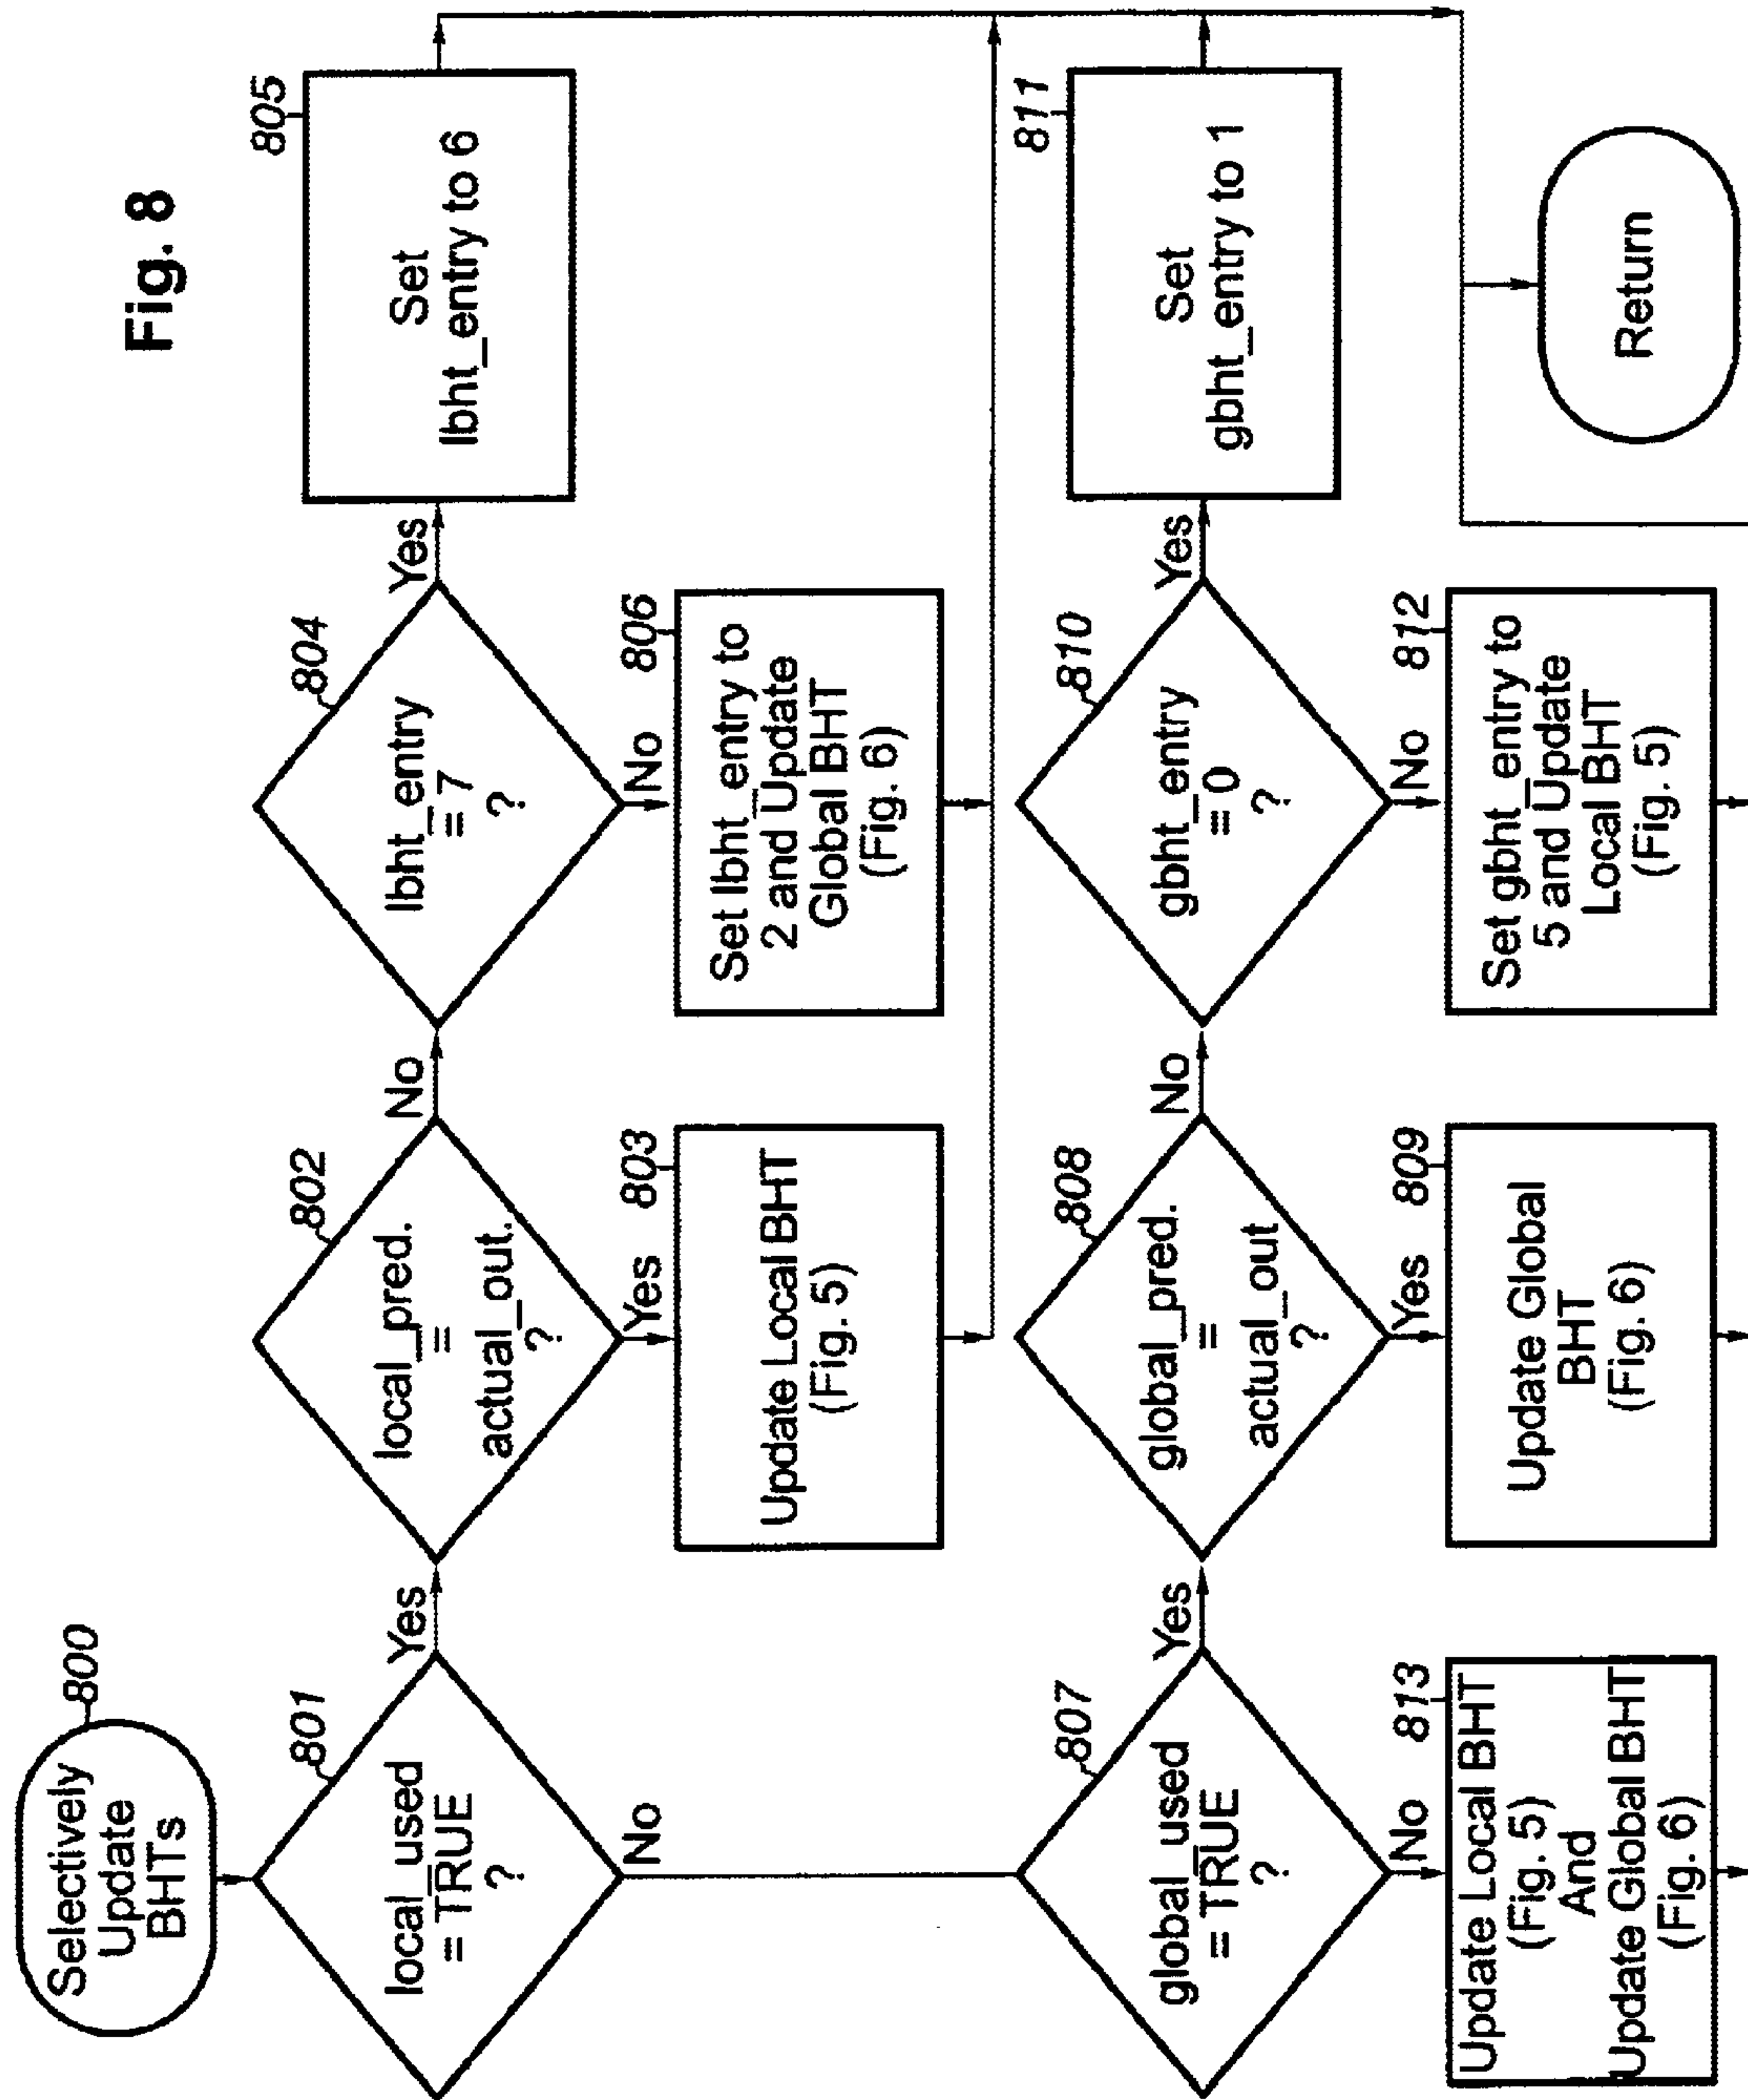 Fig. 8
Selectively
Update
BHTs
800
local_used
= TRUE
?
801
Yes
No
local_pred.
=
actual_out.
?
802
No
Yes
Update Local BHT
(Fig. 5)
803
lbht_entry
= 7
?
804
Yes
No
Set
lbht_entry to 6
805
Set lbht_entry to
2 and Update
Global BHT
(Fig. 6)
806
global_used
= TRUE
?
807
Yes
No
global_pred.
=
actual_out
?
808
No
Yes
Update Global
BHT
(Fig. 6)
809
gbht_entry
= 0
?
810
Yes
No
Set
gbht_entry to 1
811
Set gbht_entry to
5 and Update
Local BHT
(Fig. 5)
812
Update Local BHT
(Fig. 5)
And
Update Global BHT
(Fig. 6)
813
Return